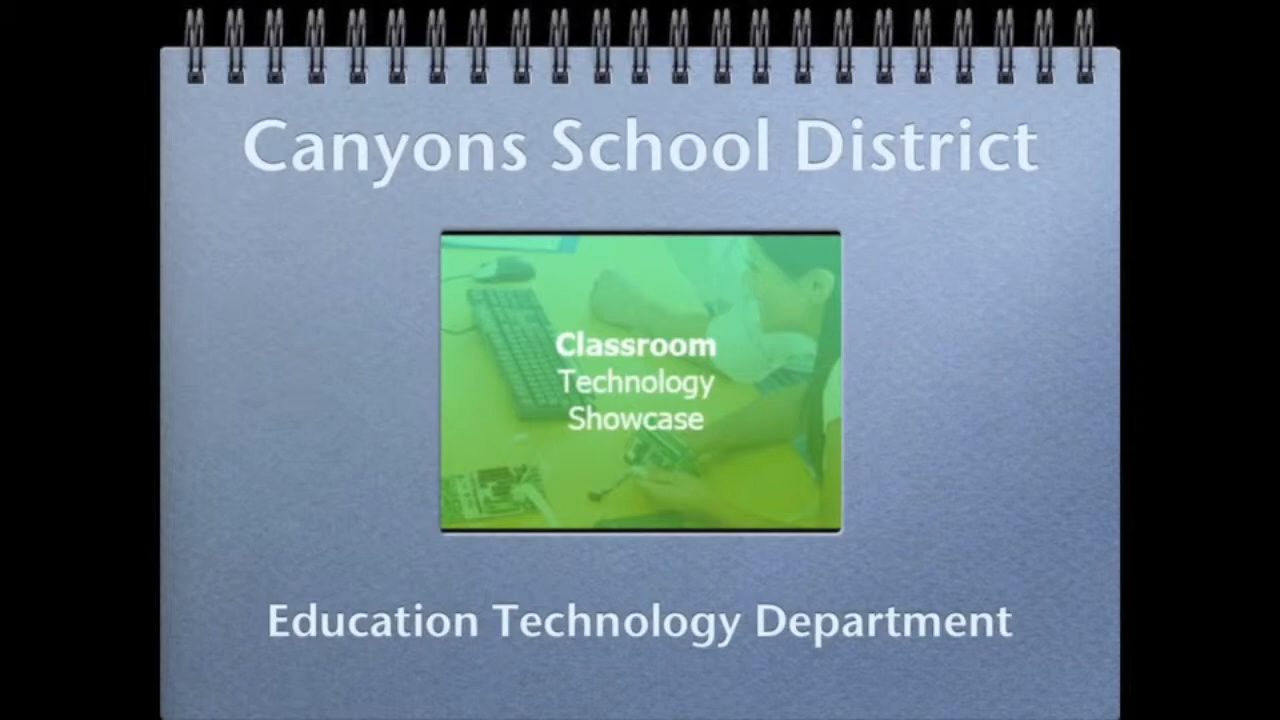 Canyons School District
Classroom
Technology
Showcase
Education Technology Department